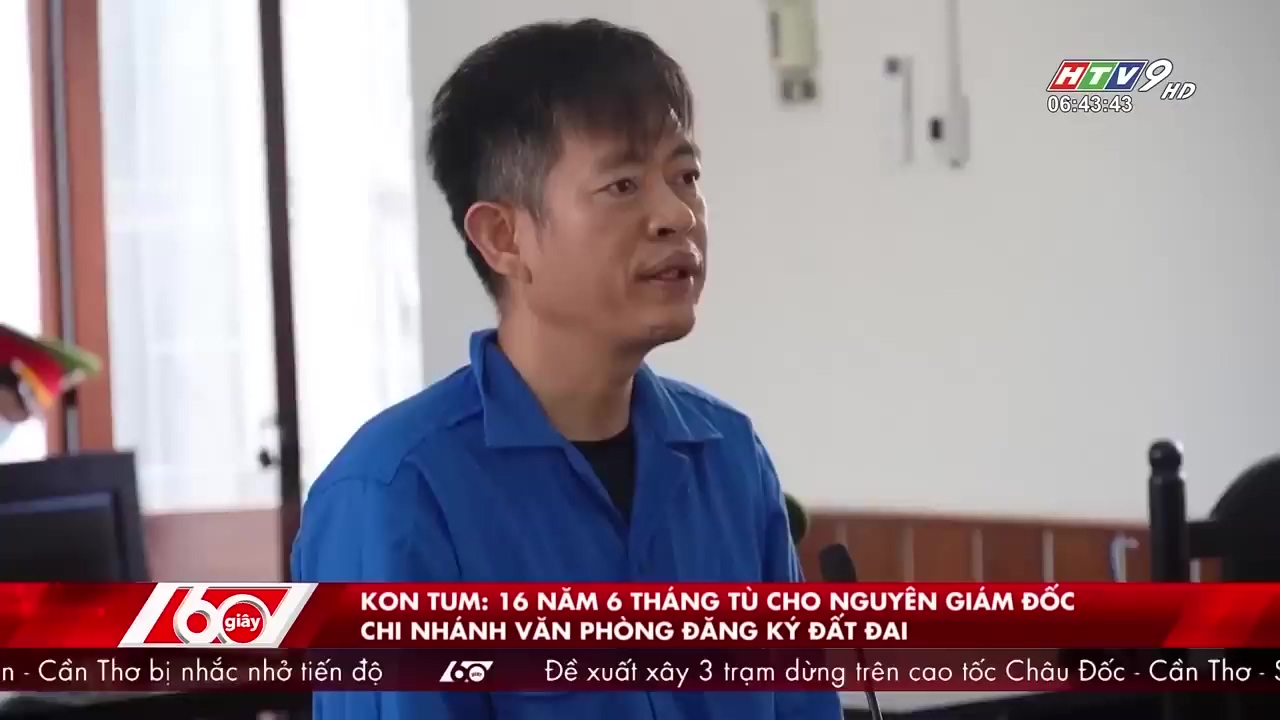 HTV9 HD
06:43:43
60 giây
KON TUM: 16 NĂM 6 THÁNG TÙ CHO NGUYÊN GIÁM ĐỐC
CHI NHÁNH VĂN PHÒNG ĐĂNG KÝ ĐẤT ĐAI
n - Cần Thơ bị nhắc nhở tiến độ 60 giây Đề xuất xây 3 trạm dừng trên cao tốc Châu Đốc - Cần Thơ - S